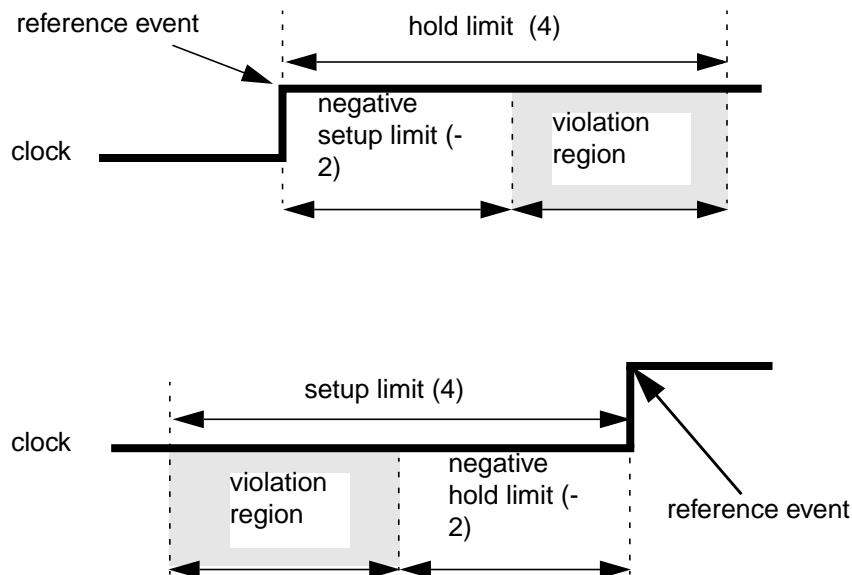 reference event
hold limit (4)
negative
setup limit (-
2)
violation
region
clock
setup limit (4)
clock
violation
region
negative
hold limit (-
2)
reference event